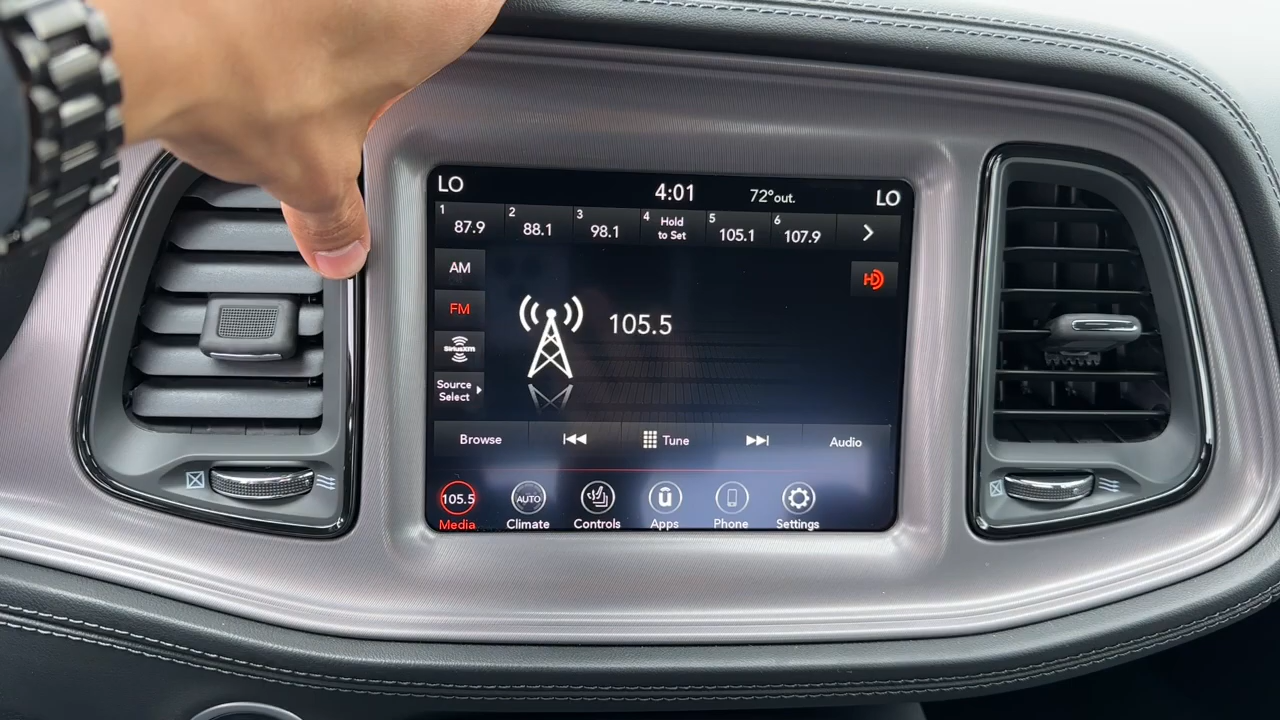 LO 4:01 72°out. LO
1 87.9 2 88.1 3 98.1 4 Hold to Set 5 105.1 6 107.9
AM
HD
FM
105.5
SiriusXM
Source
Select
Browse Tune Audio
105.5 AUTO ū
Media Climate Controls Apps Phone Settings